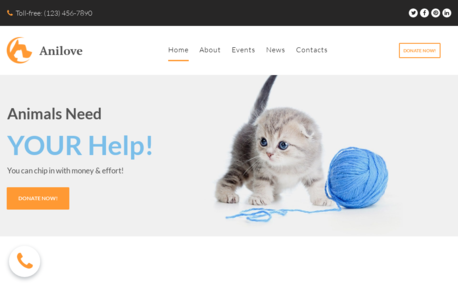 Toll-free: (123) 456-7890
Anilove
Home About Events News Contacts
DONATE NOW!
Animals Need
YOUR Help!
You can chip in with money & effort!
DONATE NOW!